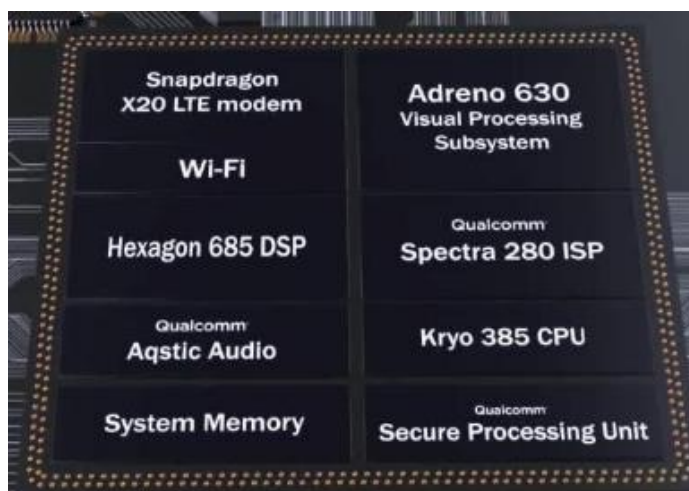 Snapdragon
X20 LTE modem
Wi-Fi
Hexagon 685 DSP
Qualcomm
Aqstic Audio
System Memory
Adreno 630
Visual Processing
Subsystem
Qualcomm
Spectra 280 ISP
Kryo 385 CPU
Qualcomm
Secure Processing Unit